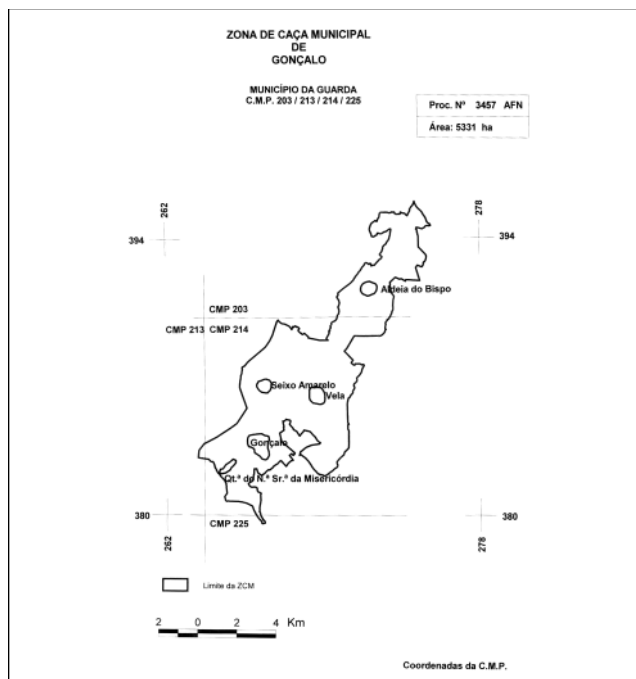 ZONA DE CAÇA MUNICIPAL
DE
GONÇALO
MUNICÍPIO DA GUARDA
C.M.P. 203 / 213 / 214 / 225
Proc. Nº 3457 AFN
Área: 5331 ha
262
278
394
394
Aldeia do Bispo
CMP 203
CMP 213
CMP 214
Seixo Amarelo
Vela
Gonçalo
Qt.ª de N.ª Sr.ª da Misericórdia
380
CMP 225
380
262
278
Limite da ZCM
2 0 2 4 Km
Coordenadas da C.M.P.